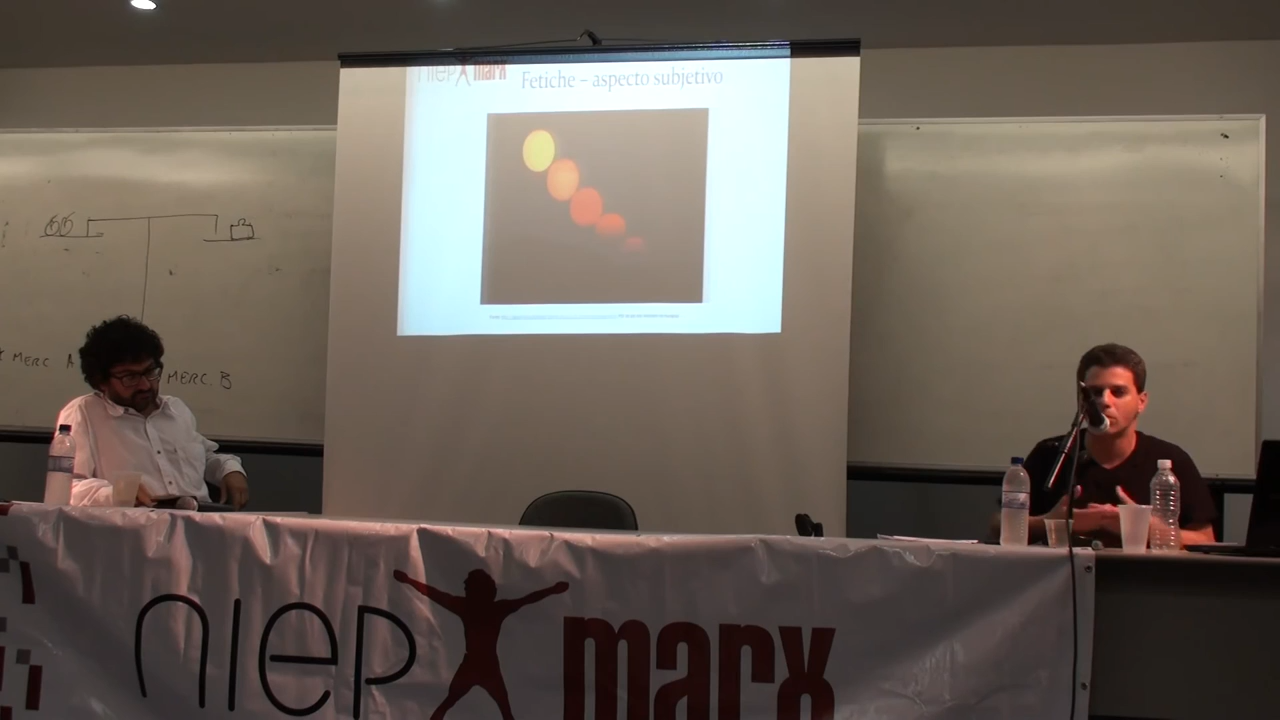 NIEP marx
Fetiche – aspecto subjetivo
MERC A
MERC. B
NIEP marx